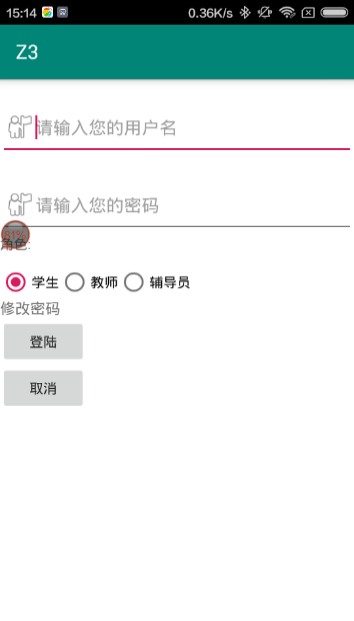 15:14 0.36K/s
Z3
请输入您的用户名
请输入您的密码
81%
角色:
学生 教师 辅导员
修改密码
登陆
取消